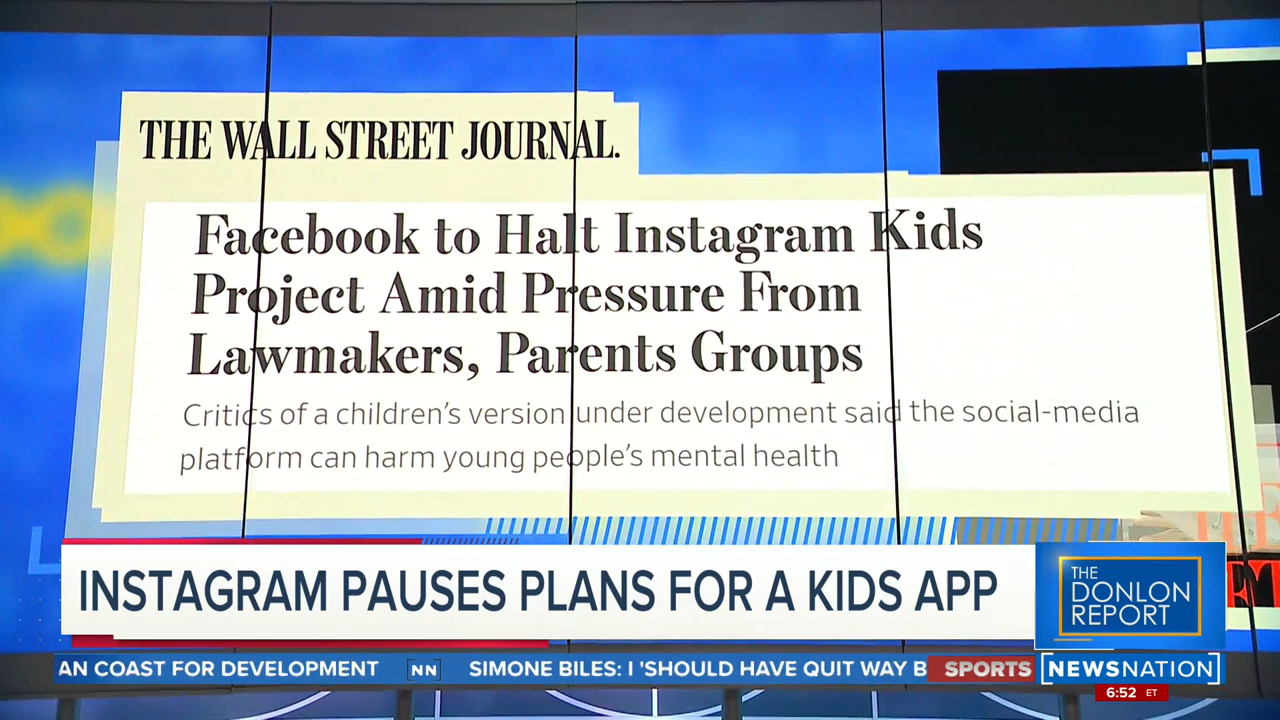 THE WALL STREET JOURNAL.
Facebook to Halt Instagram Kids
Project Amid Pressure From
Lawmakers, Parents Groups
Critics of a children's version under development said the social-media
platform can harm young people's mental health
INSTAGRAM PAUSES PLANS FOR A KIDS APP
THE
DONLON
REPORT
AN COAST FOR DEVELOPMENT NN SIMONE BILES: I 'SHOULD HAVE QUIT WAY B SPORTS NEWSNATION
6:52 ET